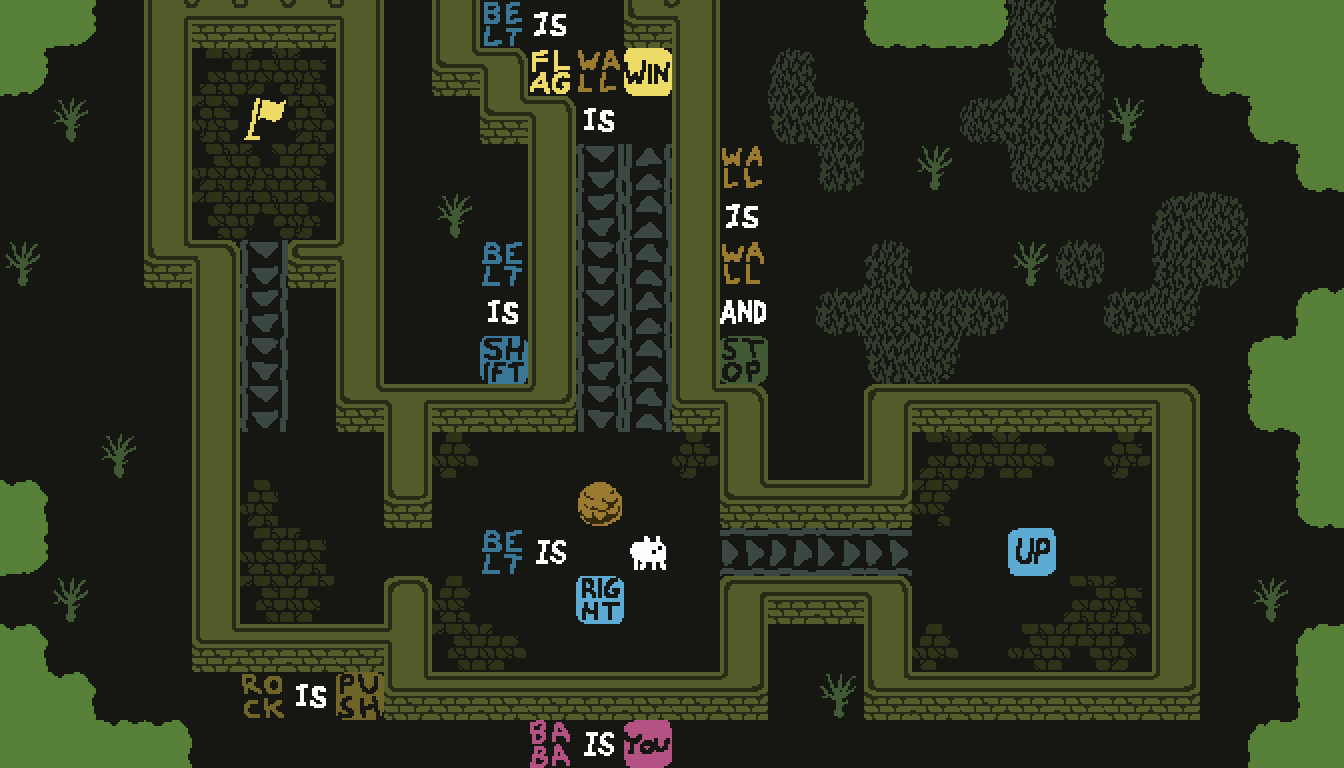 BELT IS
FLAG WALL WIN
IS
WALL
IS
BELT WALL
IS AND
SHIFT STOP
BELT IS
UP
RIGHT
ROCK IS PUSH
BABA IS YOU